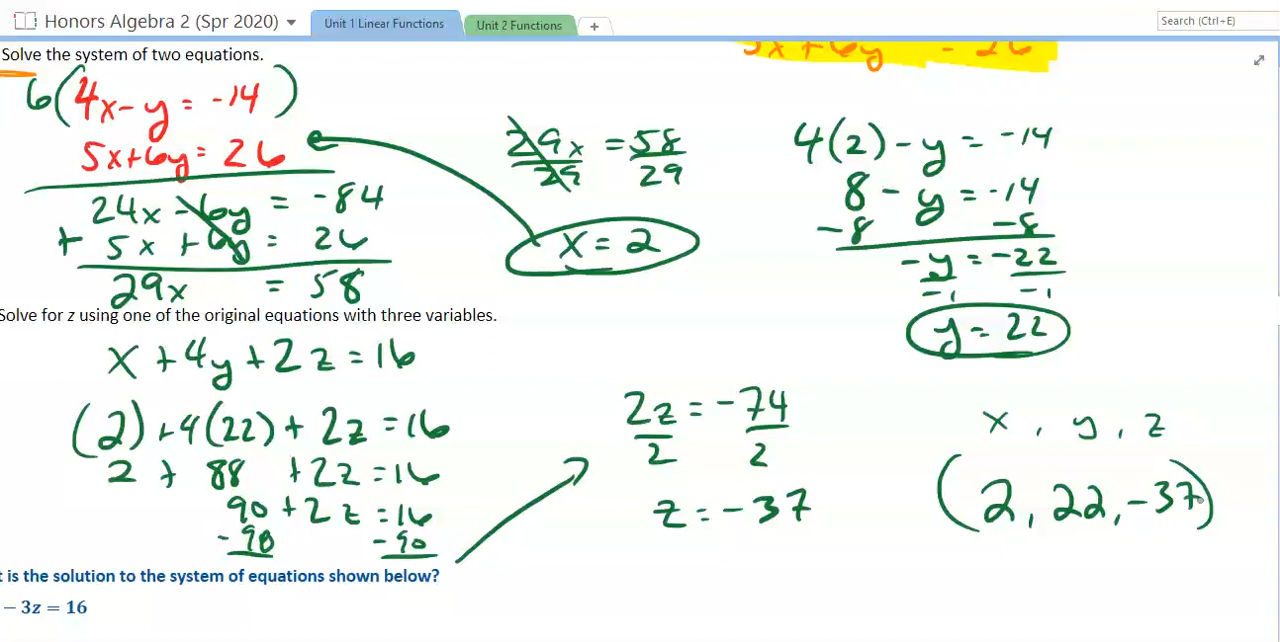 Honors Algebra 2 (Spr 2020) Unit 1 Linear Functions Unit 2 Functions + Search (Ctrl+E)
Solve the system of two equations.
5x + 6y = 26
6(4x - y = -14)
5x + 6y = 26
24x - 6y = -84
+ 5x + 6y = 26
29x = 58
29x = 58
29 29
x = 2
4(2) - y = -14
8 - y = -14
-8 -8
-y = -22
-1 -1
y = 22
Solve for z using one of the original equations with three variables.
x + 4y + 2z = 16
(2) + 4(22) + 2z = 16
2 + 88 + 2z = 16
90 + 2z = 16
-90 -90
2z = -74
2 2
z = -37
x, y, z
(2, 22, -37)
is the solution to the system of equations shown below?
- 3z = 16